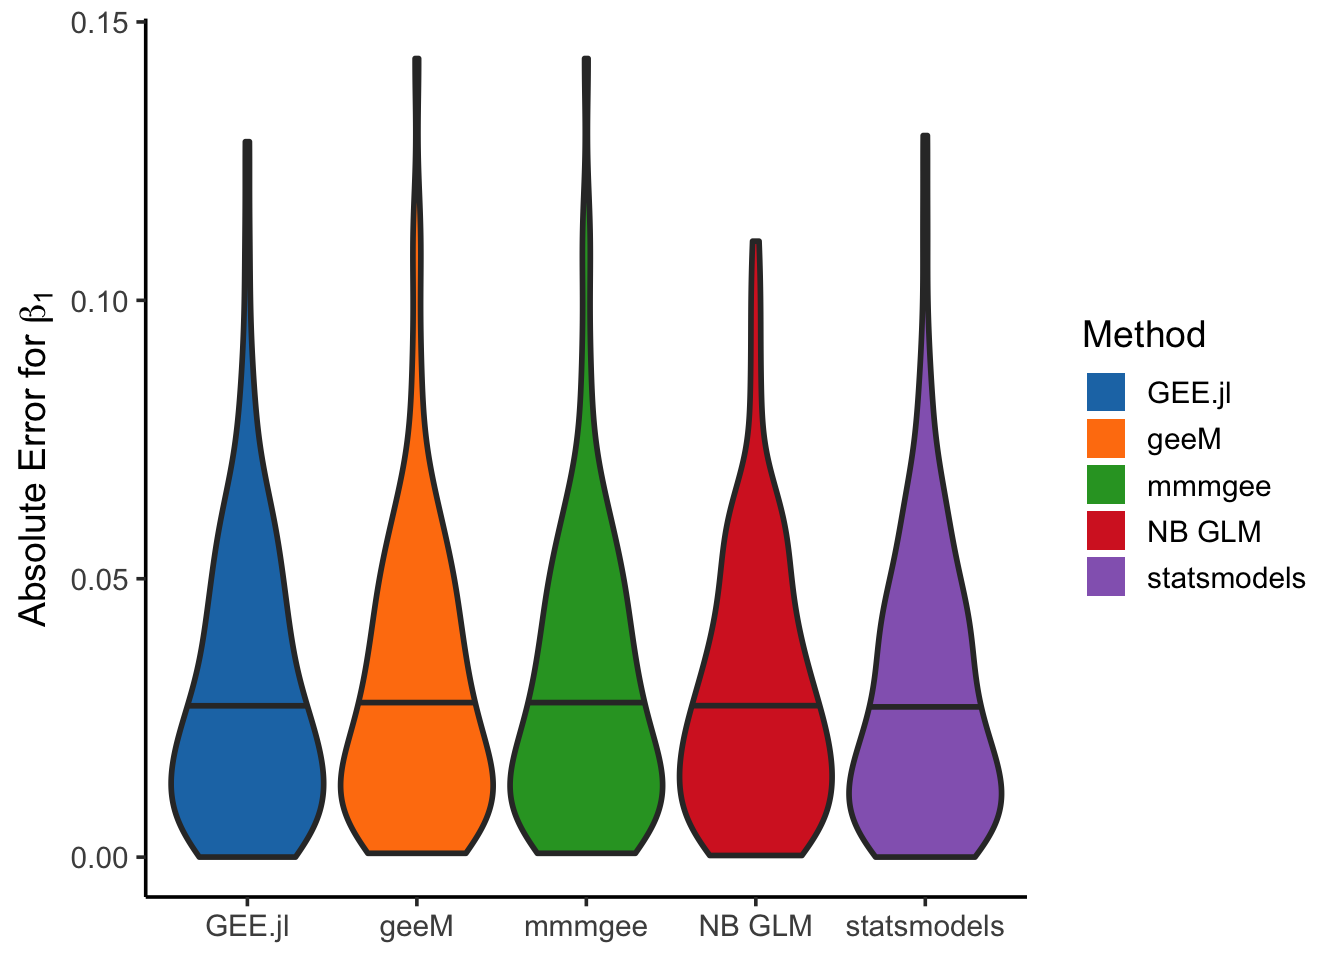 0.15
0.10
0.05
0.00
Absolute Error for β1
GEE.jl
geeM
mmmgee
NB GLM
statsmodels
Method
GEE.jl
geeM
mmmgee
NB GLM
statsmodels